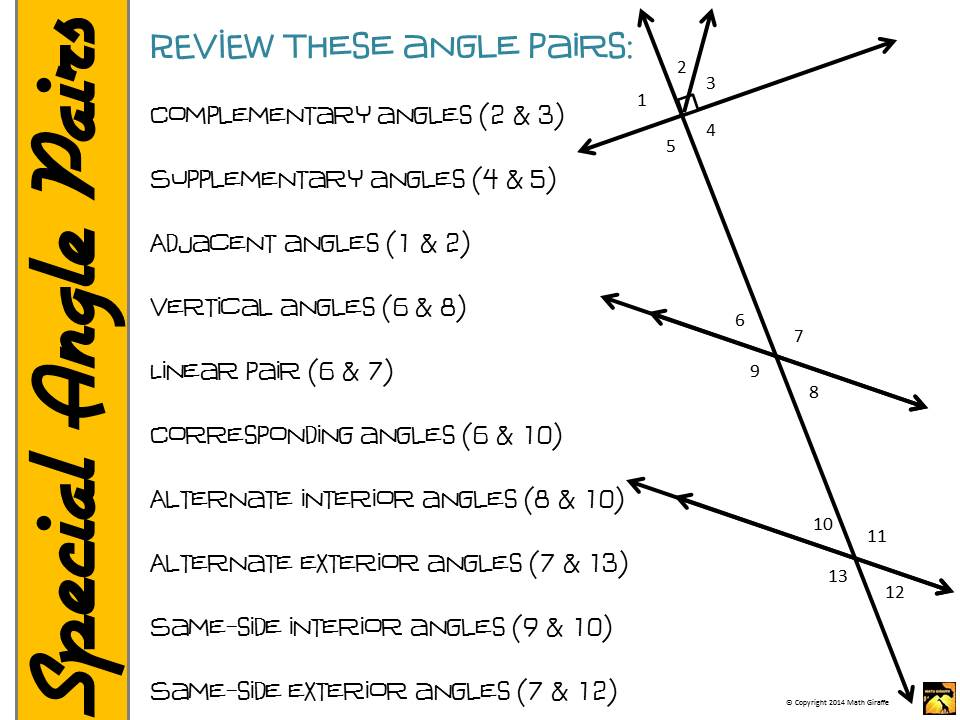 Special Angle Pairs
REVIEW THESE ANGLE PAIRS:
COMPLEMENTARY ANGLES (2 & 3)
SUPPLEMENTARY ANGLES (4 & 5)
ADJACENT ANGLES (1 & 2)
VERTICAL ANGLES (6 & 8)
LINEAR PAIR (6 & 7)
CORRESPONDING ANGLES (6 & 10)
ALTERNATE INTERIOR ANGLES (8 & 10)
ALTERNATE EXTERIOR ANGLES (7 & 13)
SAME-SIDE INTERIOR ANGLES (9 & 10)
SAME-SIDE EXTERIOR ANGLES (7 & 12)
2
3
1
4
5
6
7
9
8
10
11
13
12
© Copyright 2014 Math Giraffe
MATH GIRAFFE